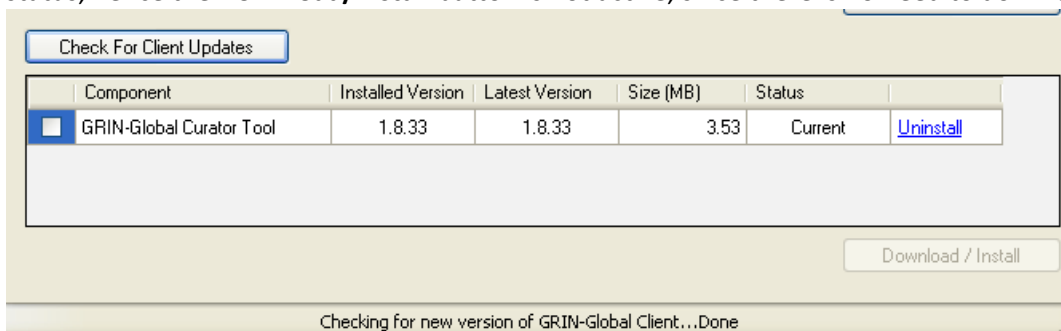 Check For Client Updates
Component Installed Version Latest Version Size (MB) Status
GRIN-Global Curator Tool 1.8.33 1.8.33 3.53 Current Uninstall
Download / Install
Checking for new version of GRIN-Global Client...Done